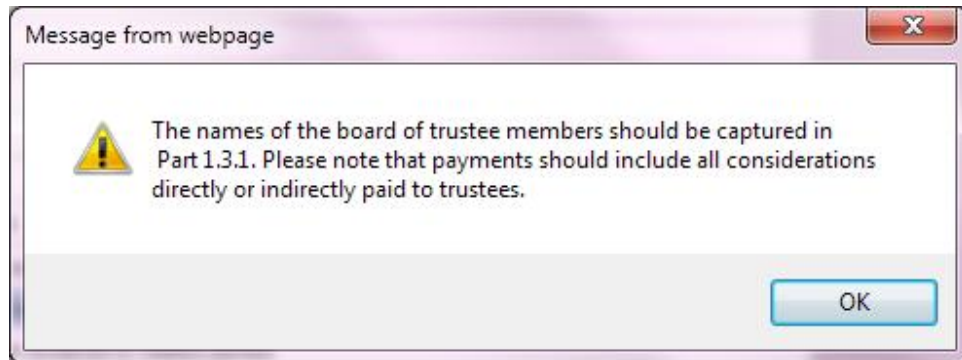 Message from webpage
The names of the board of trustee members should be captured in
Part 1.3.1. Please note that payments should include all considerations
directly or indirectly paid to trustees.
OK